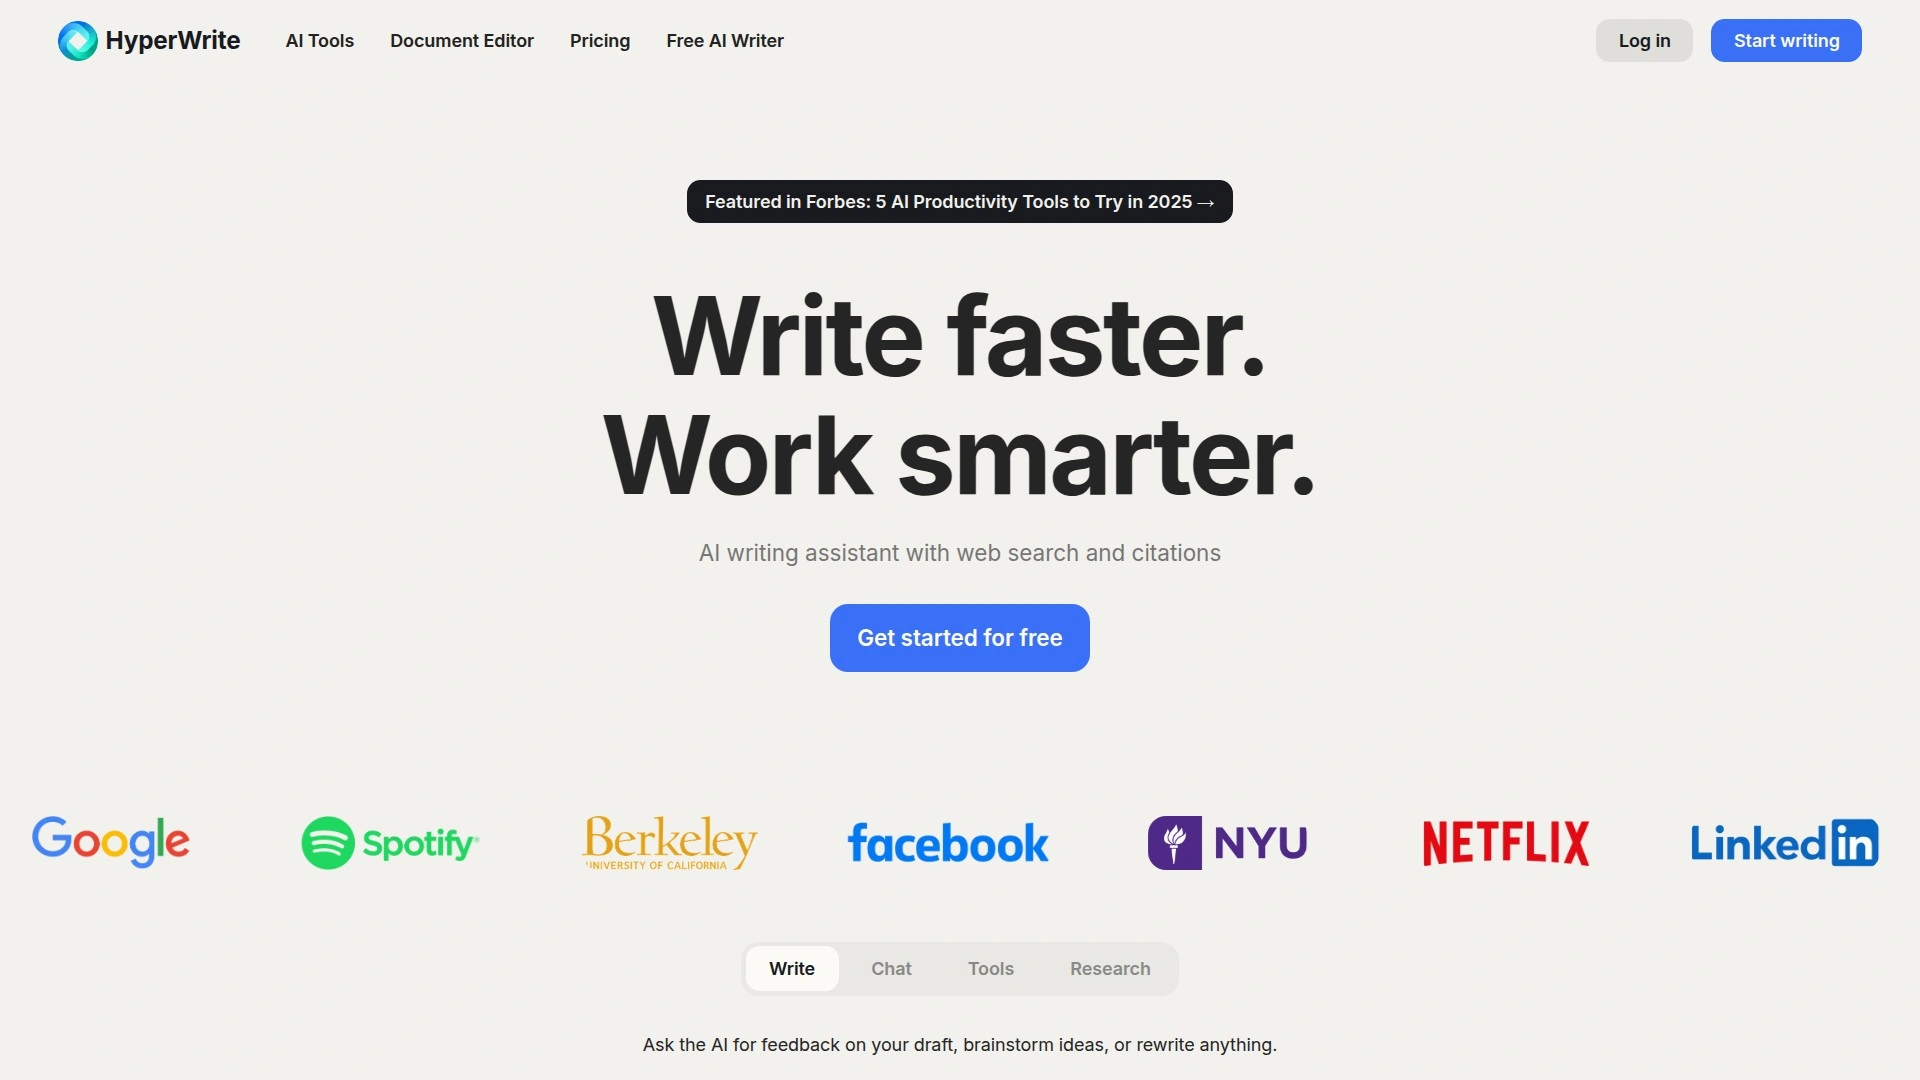 HyperWrite
AI Tools
Document Editor
Pricing
Free AI Writer
Log in
Start writing
Featured in Forbes: 5 AI Productivity Tools to Try in 2025 →
Write faster.
Work smarter.
AI writing assistant with web search and citations
Get started for free
Google
Spotify
Berkeley
UNIVERSITY OF CALIFORNIA
facebook
NYU
NETFLIX
Linked in
Write
Chat
Tools
Research
Ask the AI for feedback on your draft, brainstorm ideas, or rewrite anything.